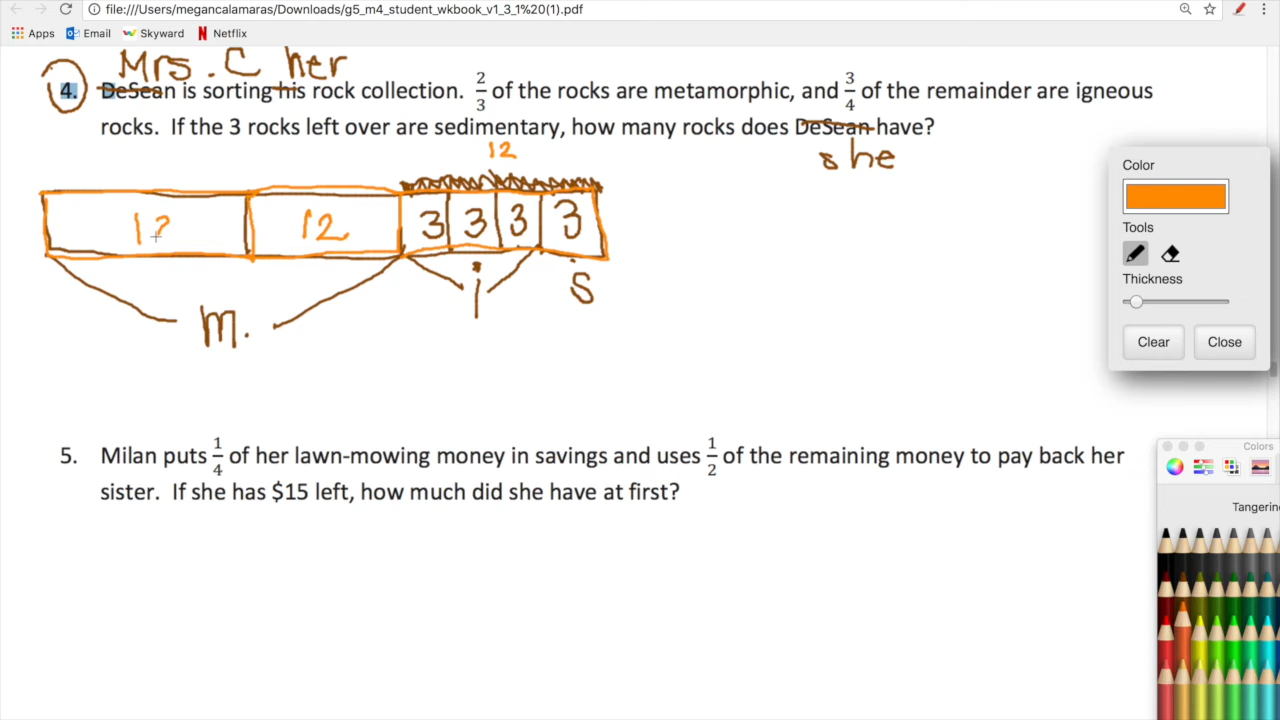 file:///Users/megancalamaras/Downloads/g5_m4_student_wkbook_v1_3_1%20(1).pdf
Apps Email Skyward Netflix
Mrs. C her
4. DeSean is sorting his rock collection. 2/3 of the rocks are metamorphic, and 3/4 of the remainder are igneous
rocks. If the 3 rocks left over are sedimentary, how many rocks does DeSean have?
she
12
12 12 3 3 3 3
m. i s
5. Milan puts 1/4 of her lawn-mowing money in savings and uses 1/2 of the remaining money to pay back her
sister. If she has $15 left, how much did she have at first?
Color
Tools
Thickness
Clear Close
Colors
Tangerin